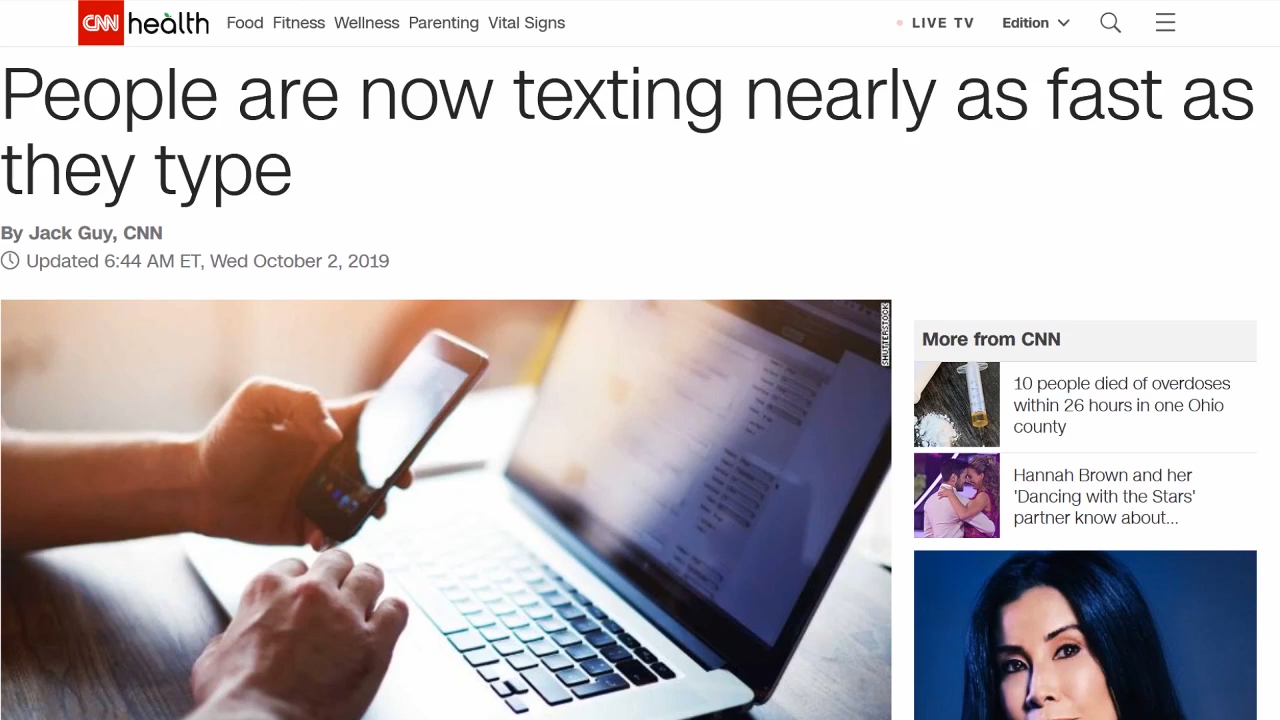 CNN health Food Fitness Wellness Parenting Vital Signs LIVE TV Edition
People are now texting nearly as fast as
they type
By Jack Guy, CNN
Updated 6:44 AM ET, Wed October 2, 2019
SHUTTERSTOCK
More from CNN
10 people died of overdoses
within 26 hours in one Ohio
county
Hannah Brown and her
'Dancing with the Stars'
partner know about...